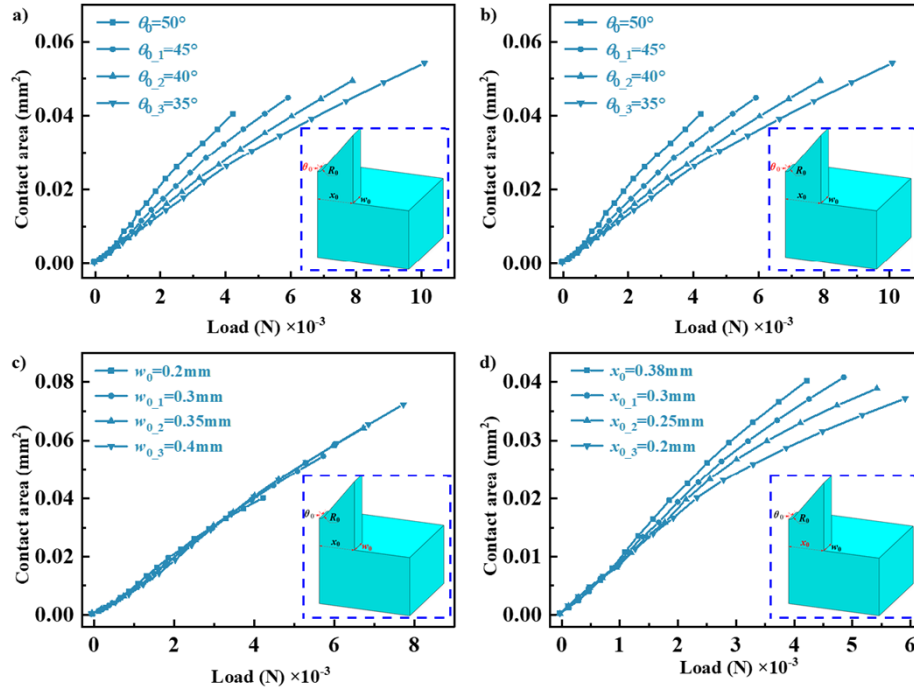 a)
θ0=50°
θ0_1=45°
θ0_2=40°
θ0_3=35°
Contact area (mm²)
0.06
0.04
0.02
0.00
θ0
R0
x0
w0
0 2 4 6 8 10
Load (N) ×10⁻³
b)
θ0=50°
θ0_1=45°
θ0_2=40°
θ0_3=35°
Contact area (mm²)
0.06
0.04
0.02
0.00
θ0
R0
x0
w0
0 2 4 6 8 10
Load (N) ×10⁻³
c)
w0=0.2mm
w0_1=0.3mm
w0_2=0.35mm
w0_3=0.4mm
Contact area (mm²)
0.08
0.06
0.04
0.02
0.00
θ0
R0
x0
w0
0 2 4 6 8
Load (N) ×10⁻³
d)
x0=0.38mm
x0_1=0.3mm
x0_2=0.25mm
x0_3=0.2mm
Contact area (mm²)
0.04
0.03
0.02
0.01
0.00
θ0
R0
x0
w0
0 1 2 3 4 5 6
Load (N) ×10⁻³